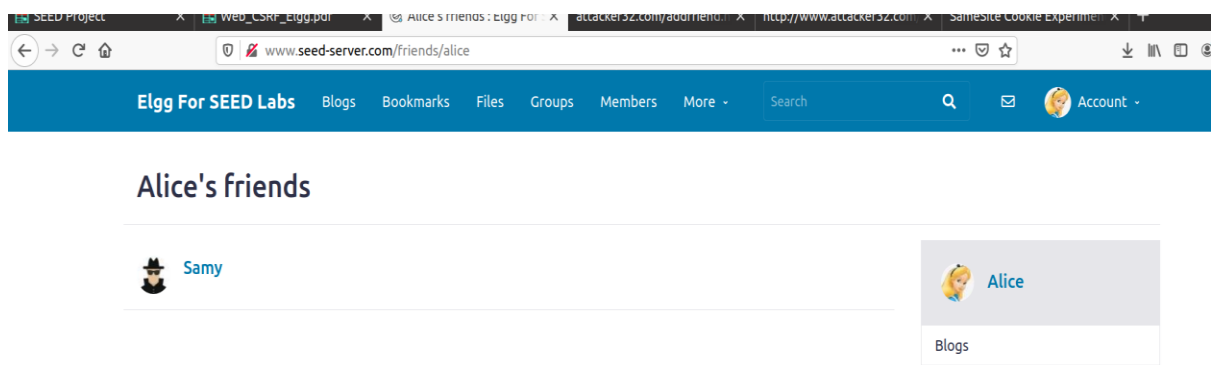 SEED Project
Web_CSRF_Elgg.pdf
Alice's friends : Elgg For
attacker32.com/addfriend.
http://www.attacker32.com
SameSite Cookie Experimen
www.seed-server.com/friends/alice
Elgg For SEED Labs Blogs Bookmarks Files Groups Members More Search Account
Alice's friends
Samy
Alice
Blogs